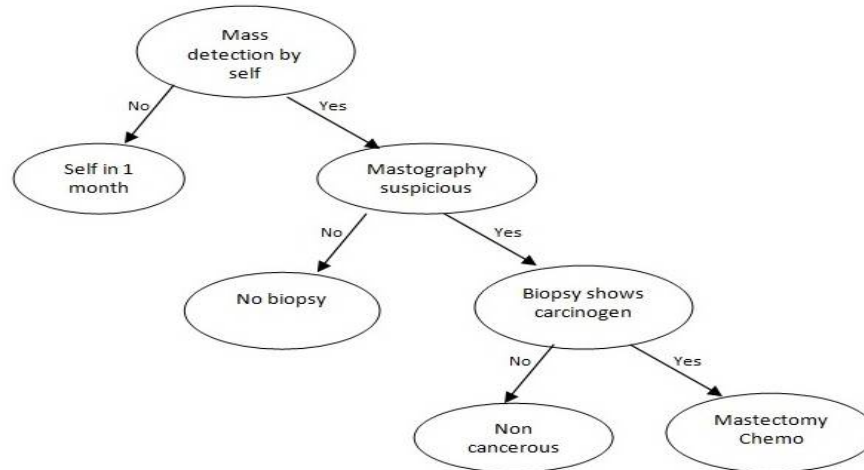 Mass
detection by
self
No
Yes
Self in 1
month
Mastography
suspicious
No
Yes
No biopsy
Biopsy shows
carcinogen
No
Yes
Non
cancerous
Mastectomy
Chemo